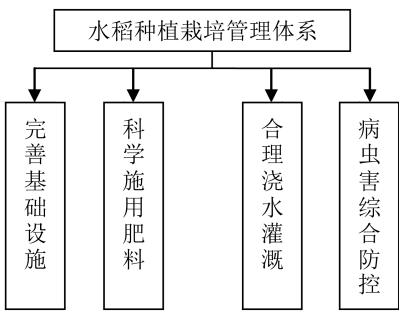 水稻种植栽培管理体系
完善基础设施
科学施用肥料
合理浇水灌溉
病虫害综合防控